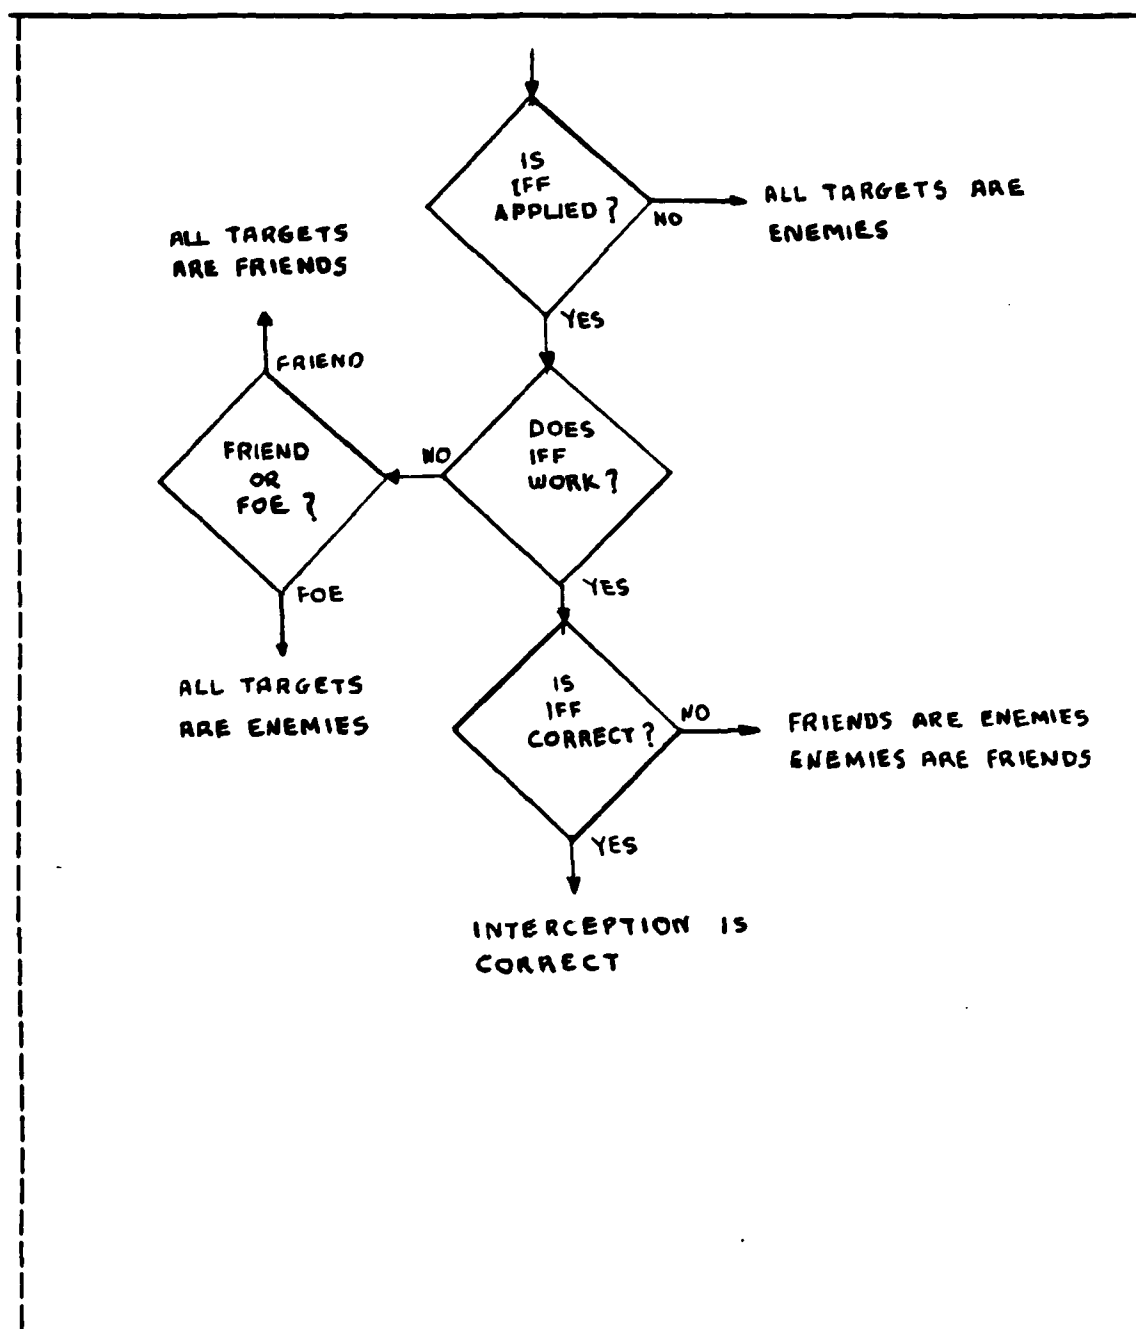 IS
IFF
APPLIED?
NO
ALL TARGETS ARE
ENEMIES
YES
ALL TARGETS
ARE FRIENDS
FRIEND
FRIEND
OR
FOE?
NO
DOES
IFF
WORK?
FOE
YES
ALL TARGETS
ARE ENEMIES
IS
IFF
CORRECT?
NO
FRIENDS ARE ENEMIES
ENEMIES ARE FRIENDS
YES
INTERCEPTION IS
CORRECT